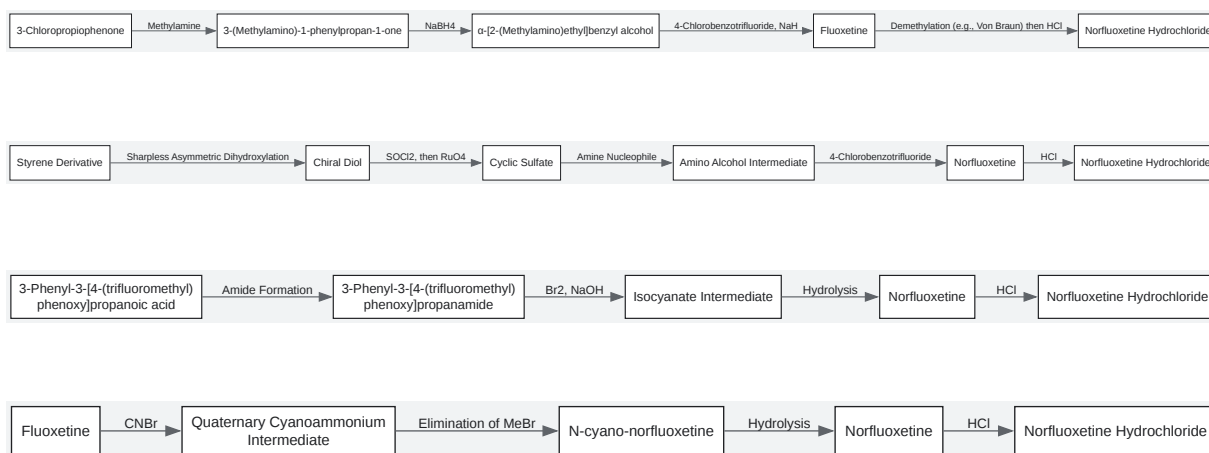 3-Chloropropiophenone
Methylamine
3-(Methylamino)-1-phenylpropan-1-one
NaBH4
α-[2-(Methylamino)ethyl]benzyl alcohol
4-Chlorobenzotrifluoride, NaH
Fluoxetine
Demethylation (e.g., Von Braun) then HCl
Norfluoxetine Hydrochloride
Styrene Derivative
Sharpless Asymmetric Dihydroxylation
Chiral Diol
SOCl2, then RuO4
Cyclic Sulfate
Amine Nucleophile
Amino Alcohol Intermediate
4-Chlorobenzotrifluoride
Norfluoxetine
HCl
Norfluoxetine Hydrochloride
3-Phenyl-3-[4-(trifluoromethyl)
phenoxy]propanoic acid
Amide Formation
3-Phenyl-3-[4-(trifluoromethyl)
phenoxy]propanamide
Br2, NaOH
Isocyanate Intermediate
Hydrolysis
Norfluoxetine
HCl
Norfluoxetine Hydrochloride
Fluoxetine
CNBr
Quaternary Cyanoammonium
Intermediate
Elimination of MeBr
N-cyano-norfluoxetine
Hydrolysis
Norfluoxetine
HCl
Norfluoxetine Hydrochloride